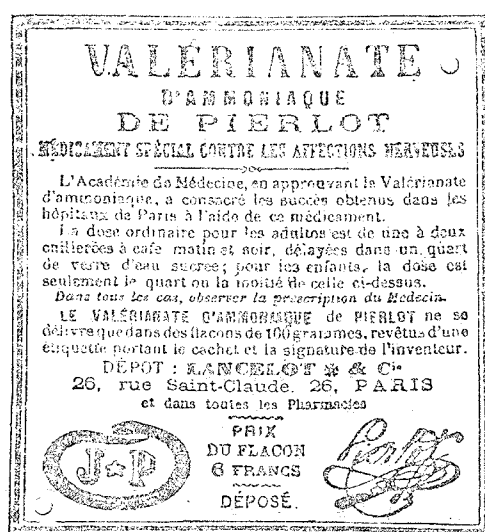 VALÉRIANATE
D'AMMONIAQUE
DE PIERLOT
MÉDICAMENT SPÉCIAL CONTRE LES AFFECTIONS NERVEUSES
L'Académie de Médecine, en approuvant le Valérianate
d'ammoniaque, a consacré les succès obtenus dans les
hôpitaux de Paris à l'aide de ce médicament.
La dose ordinaire pour les adultes est de une à deux
cuillerées à café matin et soir, délayées dans un quart
de verre d'eau sucrée; pour les enfants, la dose est
seulement le quart ou la moitié de celle ci-dessus.
Dans tous les cas, observer la prescription du Médecin.
LE VALÉRIANATE D'AMMONIAQUE de PIERLOT ne se
délivre que dans des flacons de 100 grammes, revêtus d'une
étiquette portant le cachet et la signature de l'inventeur.
DÉPOT : LANCELOT & Cie
26, rue Saint-Claude, 26, PARIS
et dans toutes les Pharmacies
PRIX
DU FLACON
6 FRANCS
DÉPOSÉ.
J P
Pierlot